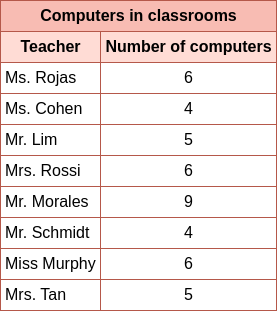 Computers in classrooms
Teacher Number of computers
Ms. Rojas 6
Ms. Cohen 4
Mr. Lim 5
Mrs. Rossi 6
Mr. Morales 9
Mr. Schmidt 4
Miss Murphy 6
Mrs. Tan 5